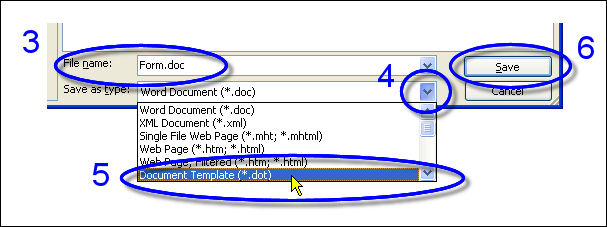 3
File name: Form.doc
Save
6
4
Save as type: Word Document (*.doc)
Cancel
Word Document (*.doc)
XML Document (*.xml)
Single File Web Page (*.mht; *.mhtml)
Web Page (*.htm; *.html)
Web Page, Filtered (*.htm; *.html)
5
Document Template (*.dot)